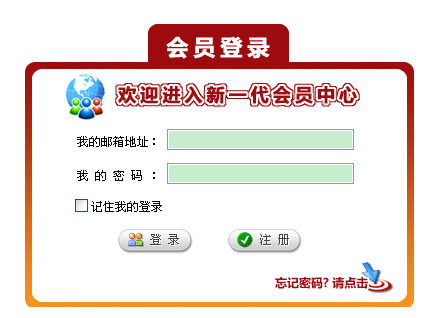 会员登录
欢迎进入新一代会员中心
我的邮箱地址：
我 的 密 码 ：
记住我的登录
登 录 注 册
忘记密码? 请点击